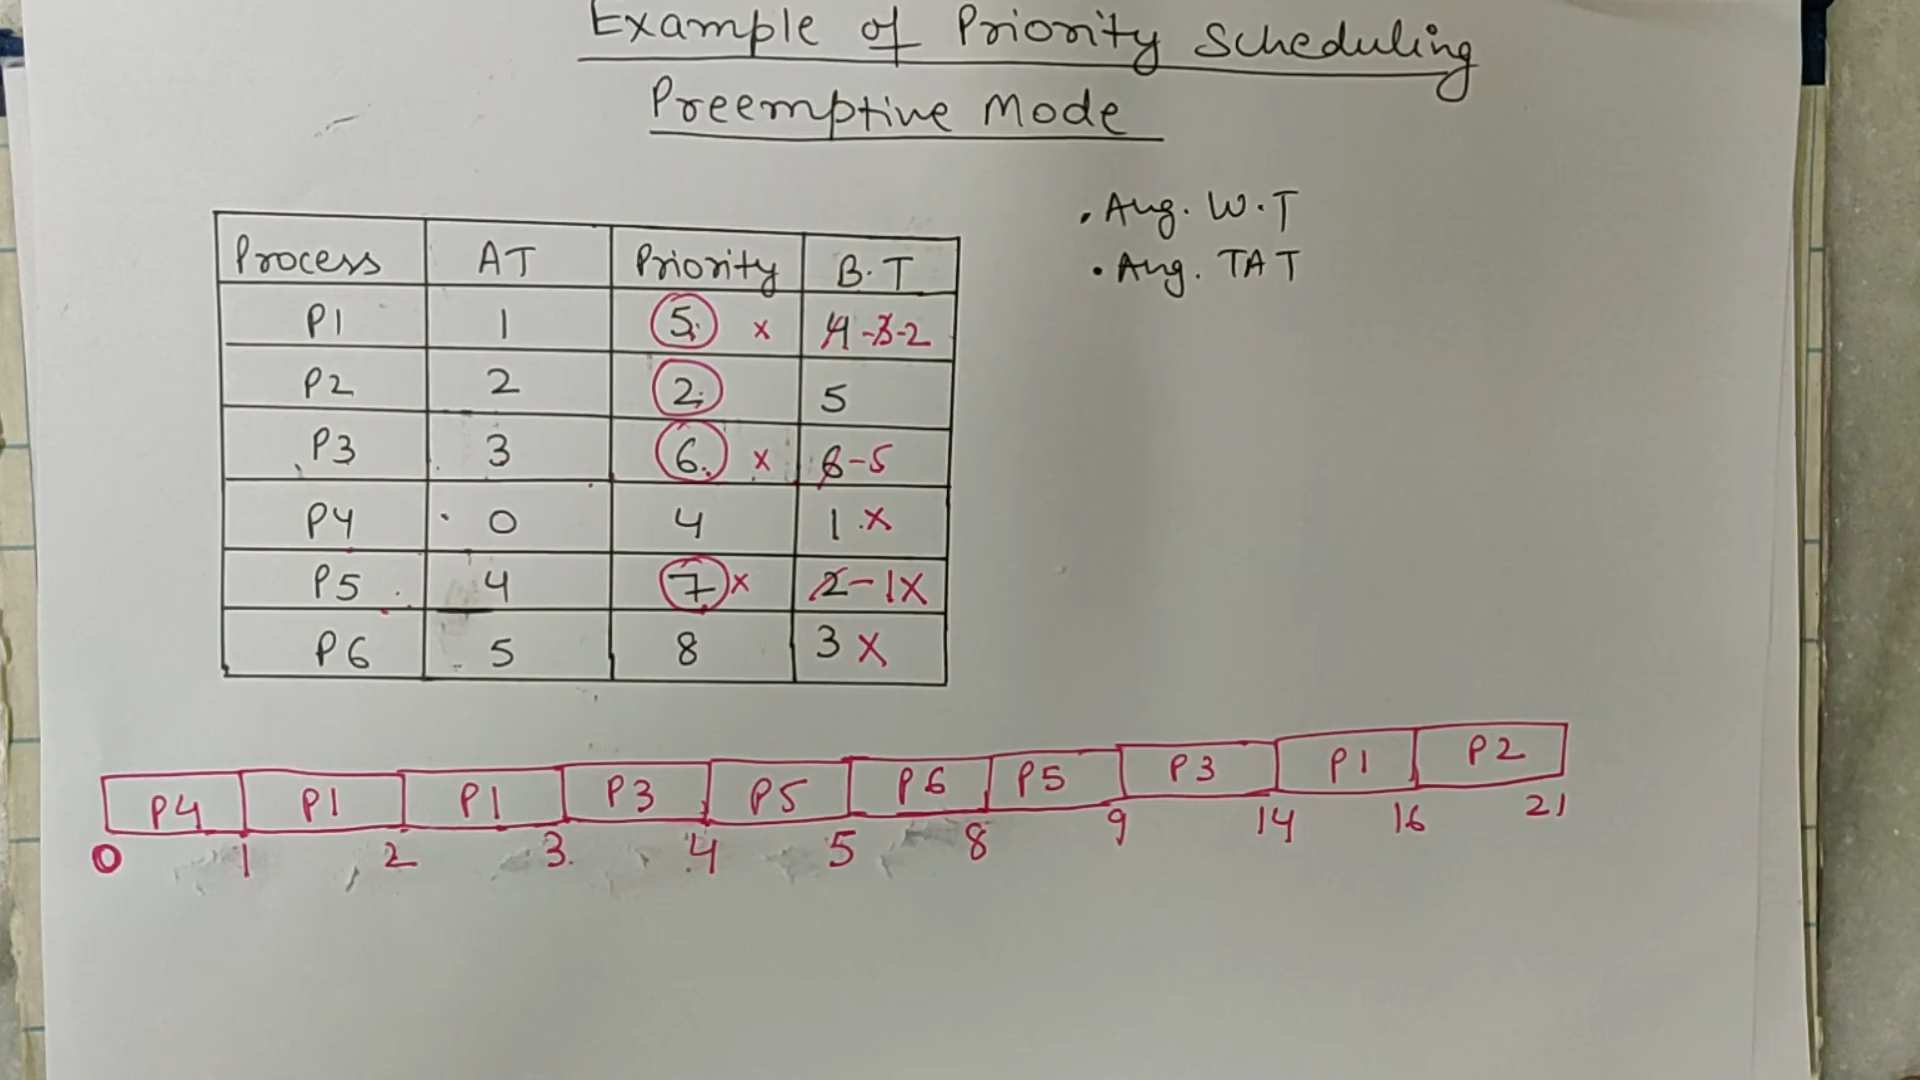 Example of Priority Scheduling
Preemptive Mode
. Avg. W.T
. Avg. TAT
Process AT Priority B.T
P1 1 5 x 4-3-2
P2 2 2 5
P3 3 6 x 6-5
P4 0 4 1 x
P5 4 7 x 2-1x
P6 5 8 3 x
P4 P1 P1 P3 P5 P6 P5 P3 P1 P2
0 1 2 3 4 5 8 9 14 16 21